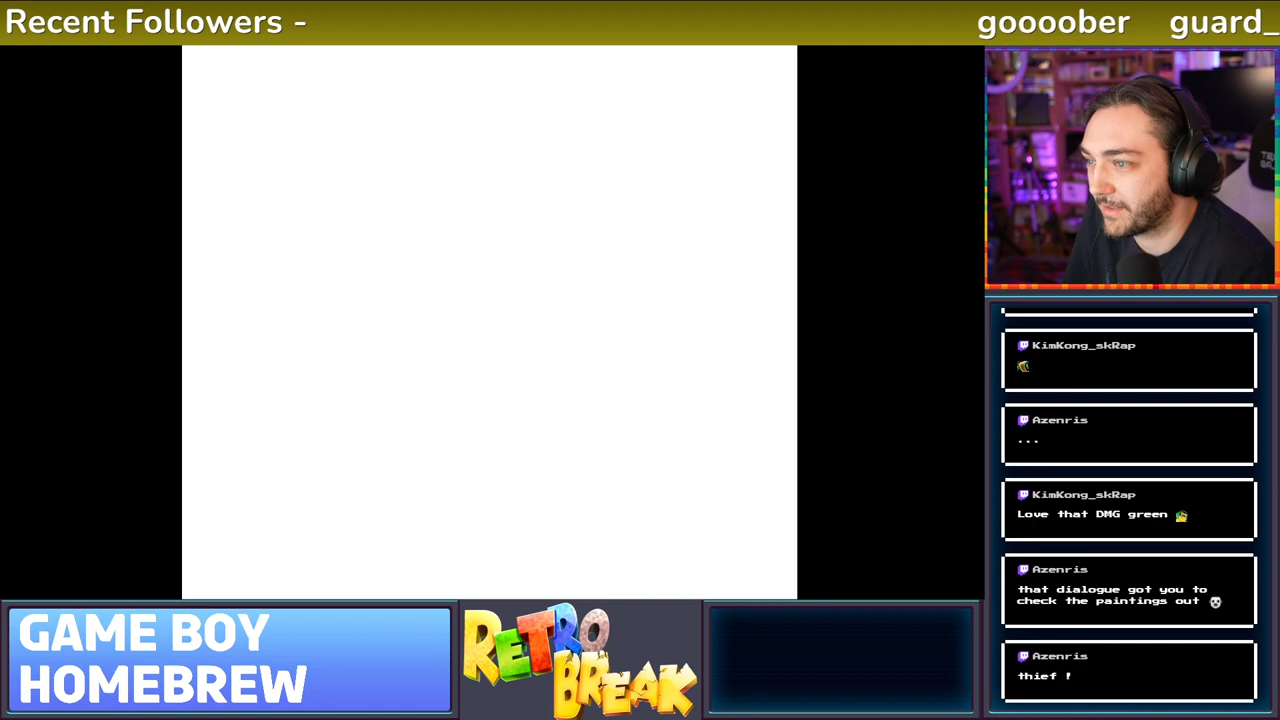 Recent Followers -
goooober guard_
KimKong_skRap
Azenris
...
KimKong_skRap
Love that DMG green
Azenris
that dialogue got you to
check the paintings out
Azenris
thief !
GAME BOY
HOMEBREW
RETRO
BREAK